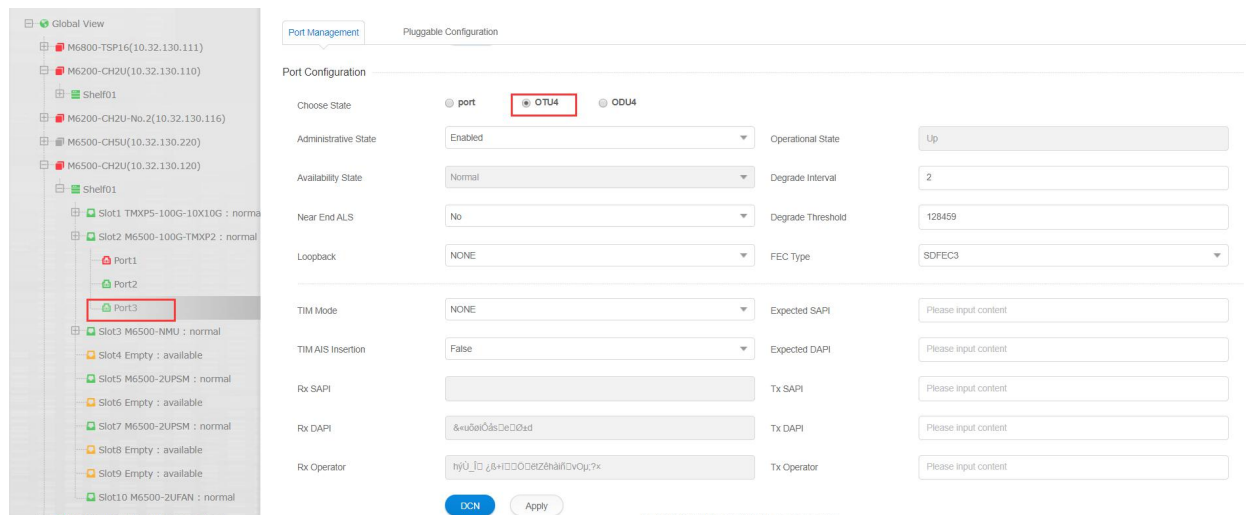 Global View
M6800-TSP16(10.32.130.111)
M6200-CH2U(10.32.130.110)
Shelf01
M6200-CH2U-No.2(10.32.130.116)
M6500-CH5U(10.32.130.220)
M6500-CH2U(10.32.130.120)
Shelf01
Slot1 TMXP5-100G-10X10G : norma
Slot2 M6500-100G-TMXP2 : normal
Port1
Port2
Port3
Slot3 M6500-NMU : normal
Slot4 Empty : available
Slot5 M6500-2UPSM : normal
Slot6 Empty : available
Slot7 M6500-2UPSM : normal
Slot8 Empty : available
Slot9 Empty : available
Slot10 M6500-2UFAN : normal
Port Management Pluggable Configuration
Port Configuration
Choose State port OTU4 ODU4
Administrative State Enabled Operational State Up
Availability State Normal Degrade Interval 2
Near End ALS No Degrade Threshold 128459
Loopback NONE FEC Type SDFEC3
TIM Mode NONE Expected SAPI Please input content
TIM AIS Insertion False Expected DAPI Please input content
Rx SAPI Tx SAPI Please input content
Rx DAPI Tx DAPI Please input content
Rx Operator Tx Operator Please input content
DCN Apply